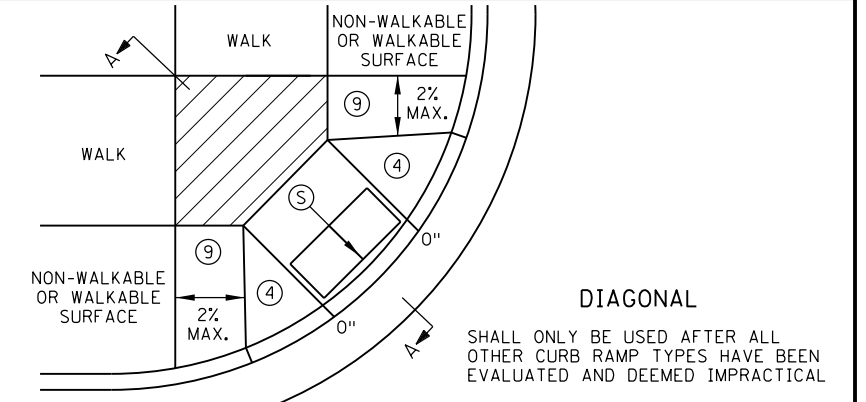 WALK
NON-WALKABLE
OR WALKABLE
SURFACE
A
9
2%
MAX.
WALK
4
S
0"
9
NON-WALKABLE
OR WALKABLE
SURFACE
2%
MAX.
4
0"
A
DIAGONAL
SHALL ONLY BE USED AFTER ALL
OTHER CURB RAMP TYPES HAVE BEEN
EVALUATED AND DEEMED IMPRACTICAL